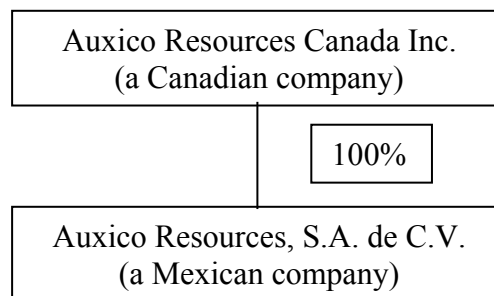 Auxico Resources Canada Inc.
(a Canadian company)
100%
Auxico Resources, S.A. de C.V.
(a Mexican company)